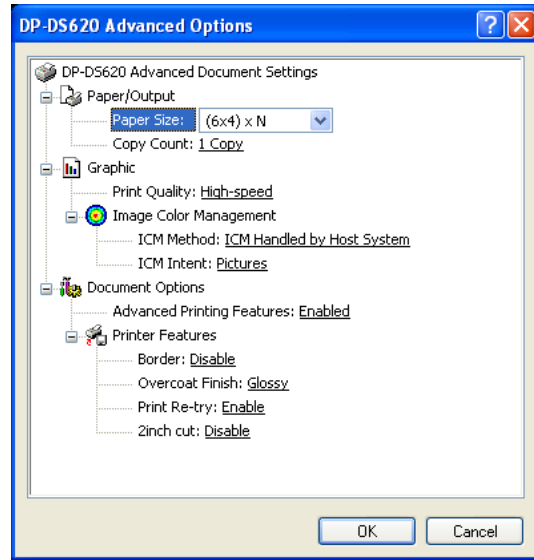 DP-DS620 Advanced Options
DP-DS620 Advanced Document Settings
Paper/Output
Paper Size: (6x4) x N
Copy Count: 1 Copy
Graphic
Print Quality: High-speed
Image Color Management
ICM Method: ICM Handled by Host System
ICM Intent: Pictures
Document Options
Advanced Printing Features: Enabled
Printer Features
Border: Disable
Overcoat Finish: Glossy
Print Re-try: Enable
2inch cut: Disable
OK Cancel